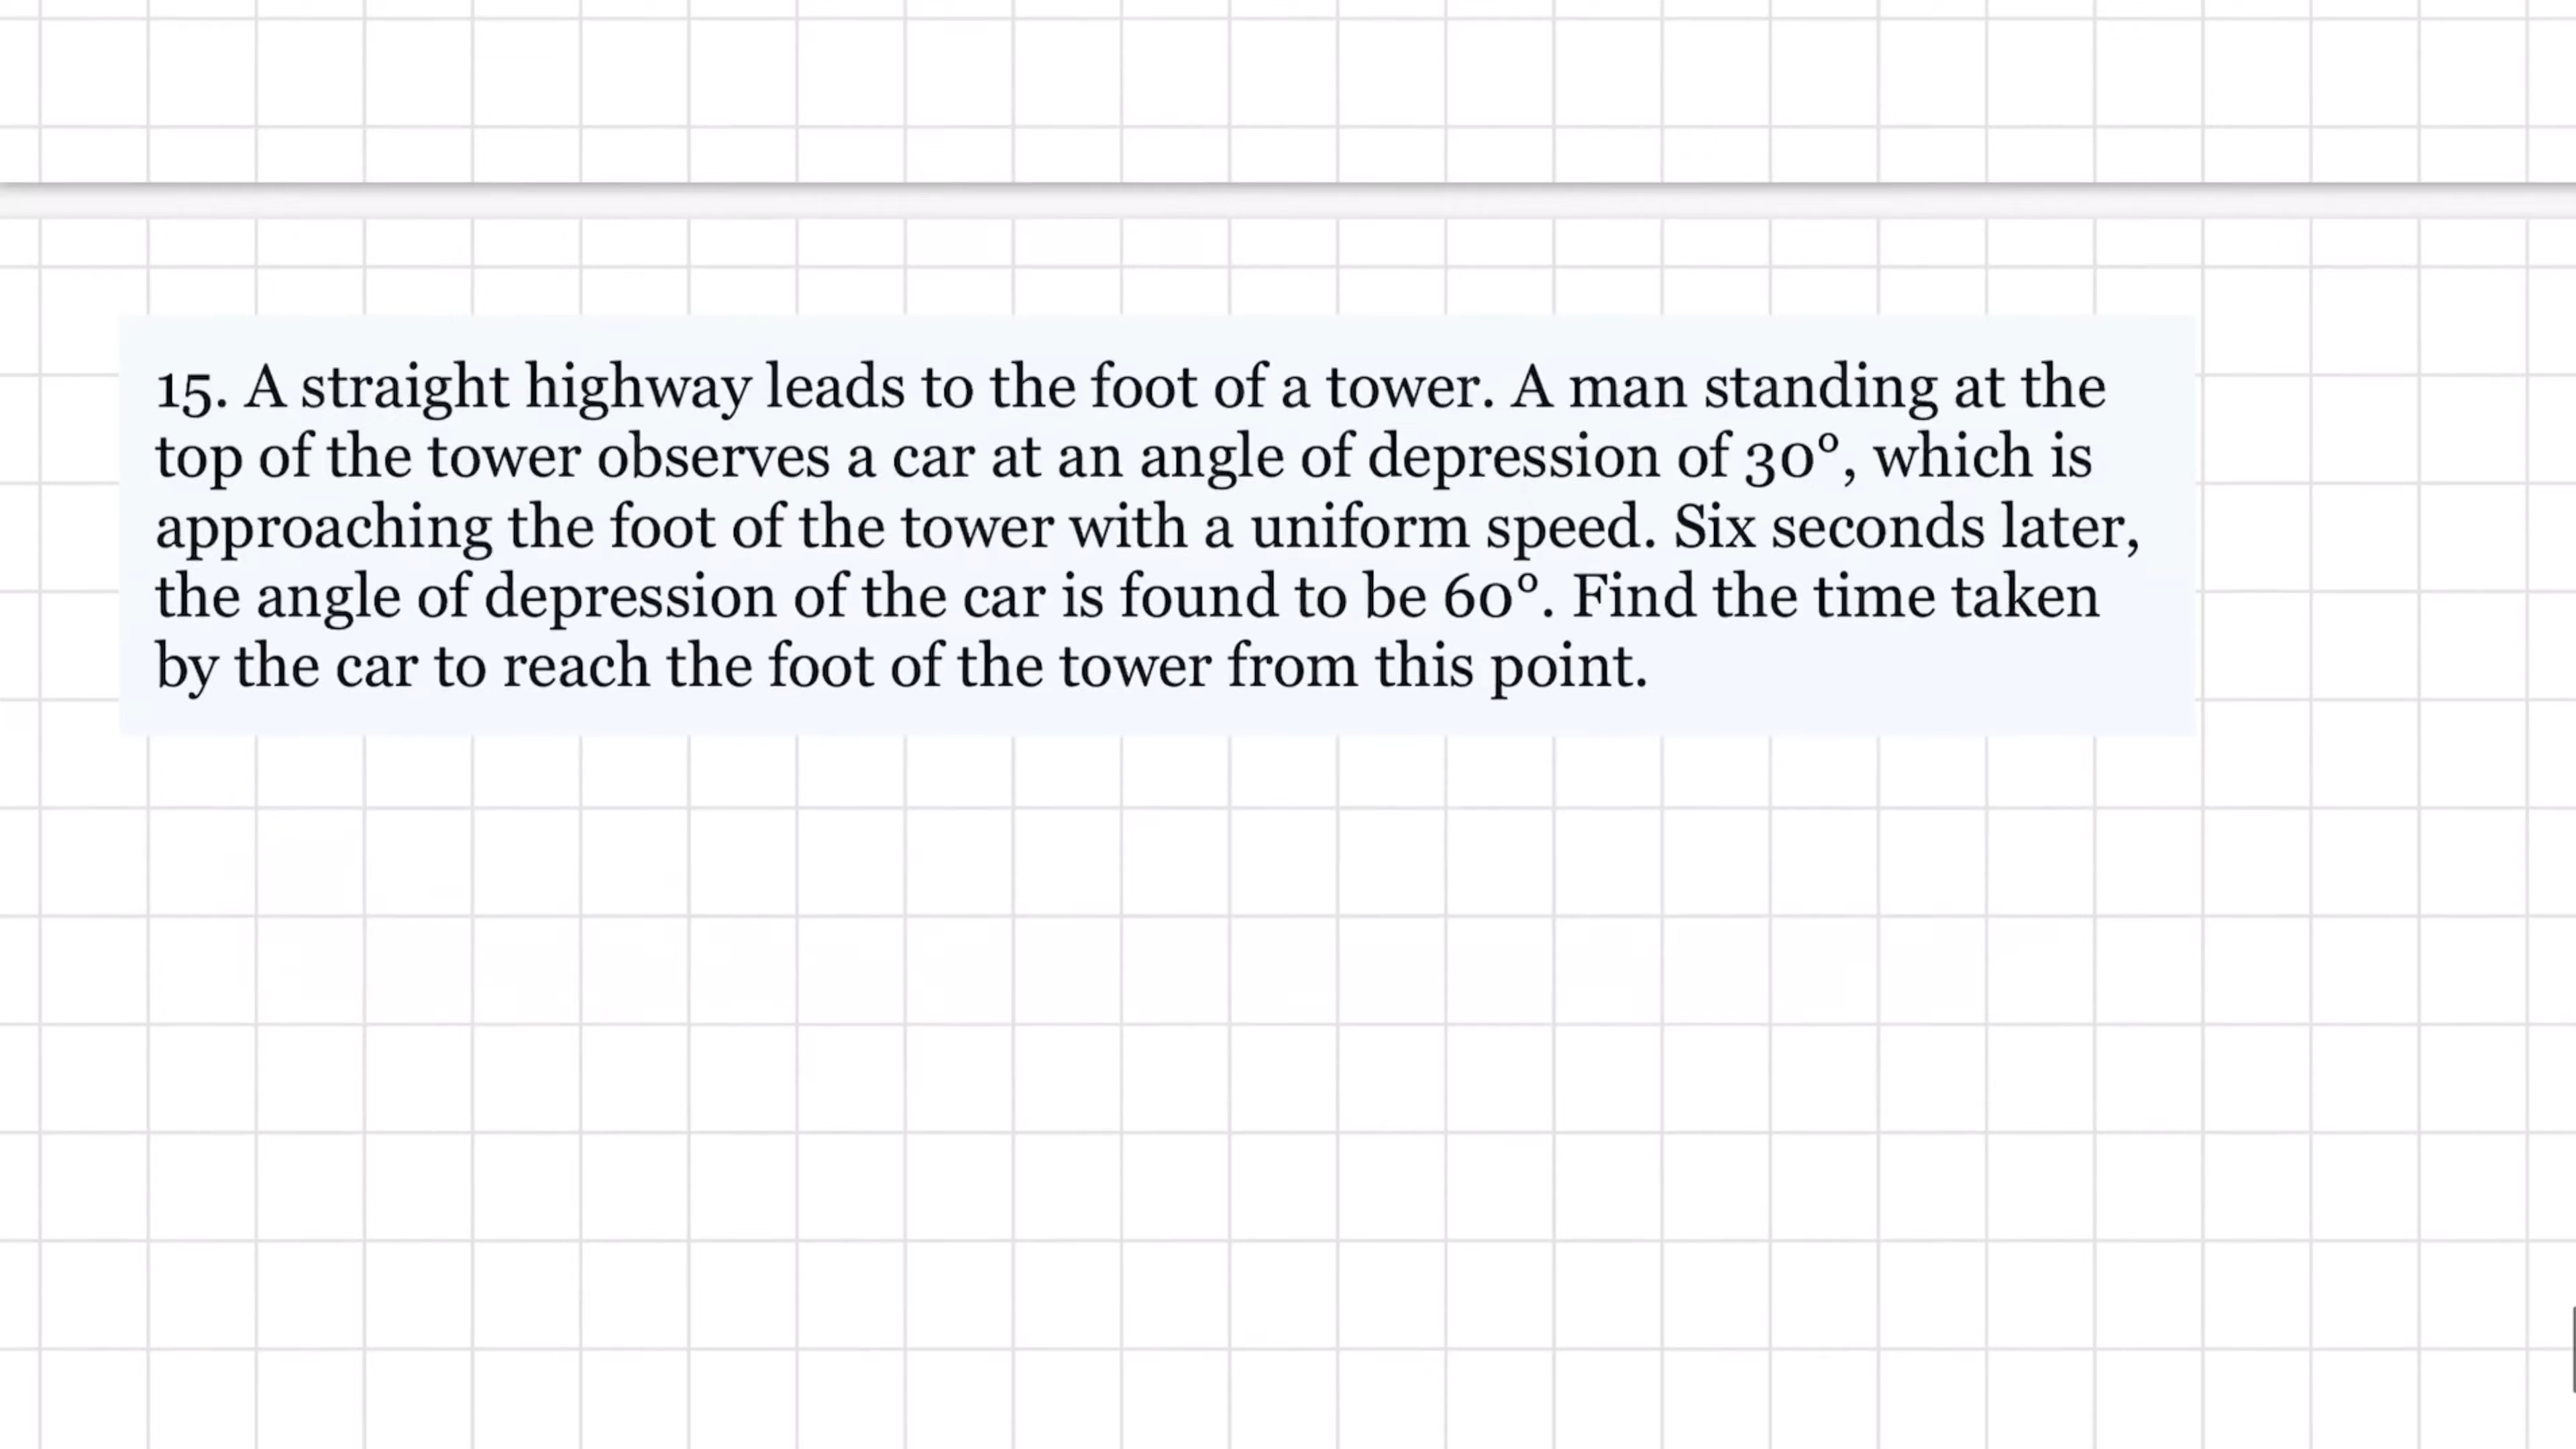 15. A straight highway leads to the foot of a tower. A man standing at the
top of the tower observes a car at an angle of depression of 30º, which is
approaching the foot of the tower with a uniform speed. Six seconds later,
the angle of depression of the car is found to be 60º. Find the time taken
by the car to reach the foot of the tower from this point.